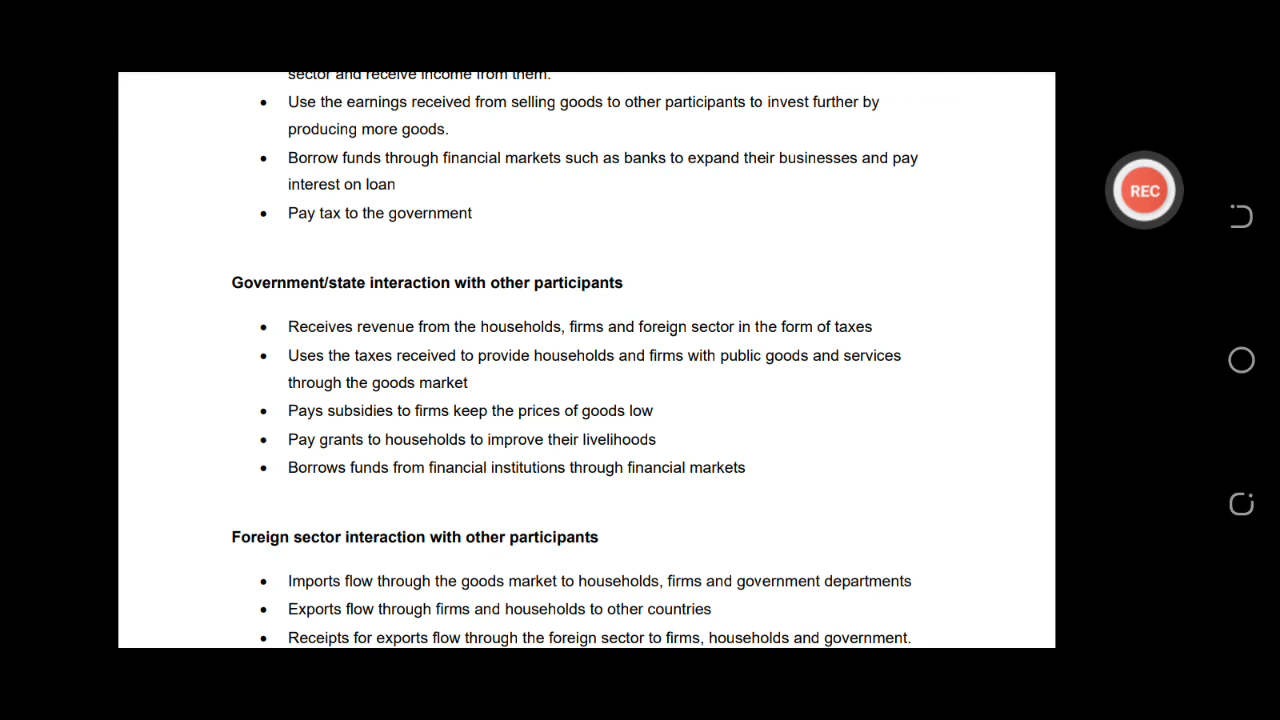 sector and receive income from them.
• Use the earnings received from selling goods to other participants to invest further by
producing more goods.
• Borrow funds through financial markets such as banks to expand their businesses and pay
interest on loan
• Pay tax to the government
Government/state interaction with other participants
• Receives revenue from the households, firms and foreign sector in the form of taxes
• Uses the taxes received to provide households and firms with public goods and services
through the goods market
• Pays subsidies to firms keep the prices of goods low
• Pay grants to households to improve their livelihoods
• Borrows funds from financial institutions through financial markets
Foreign sector interaction with other participants
• Imports flow through the goods market to households, firms and government departments
• Exports flow through firms and households to other countries
• Receipts for exports flow through the foreign sector to firms, households and government.
REC